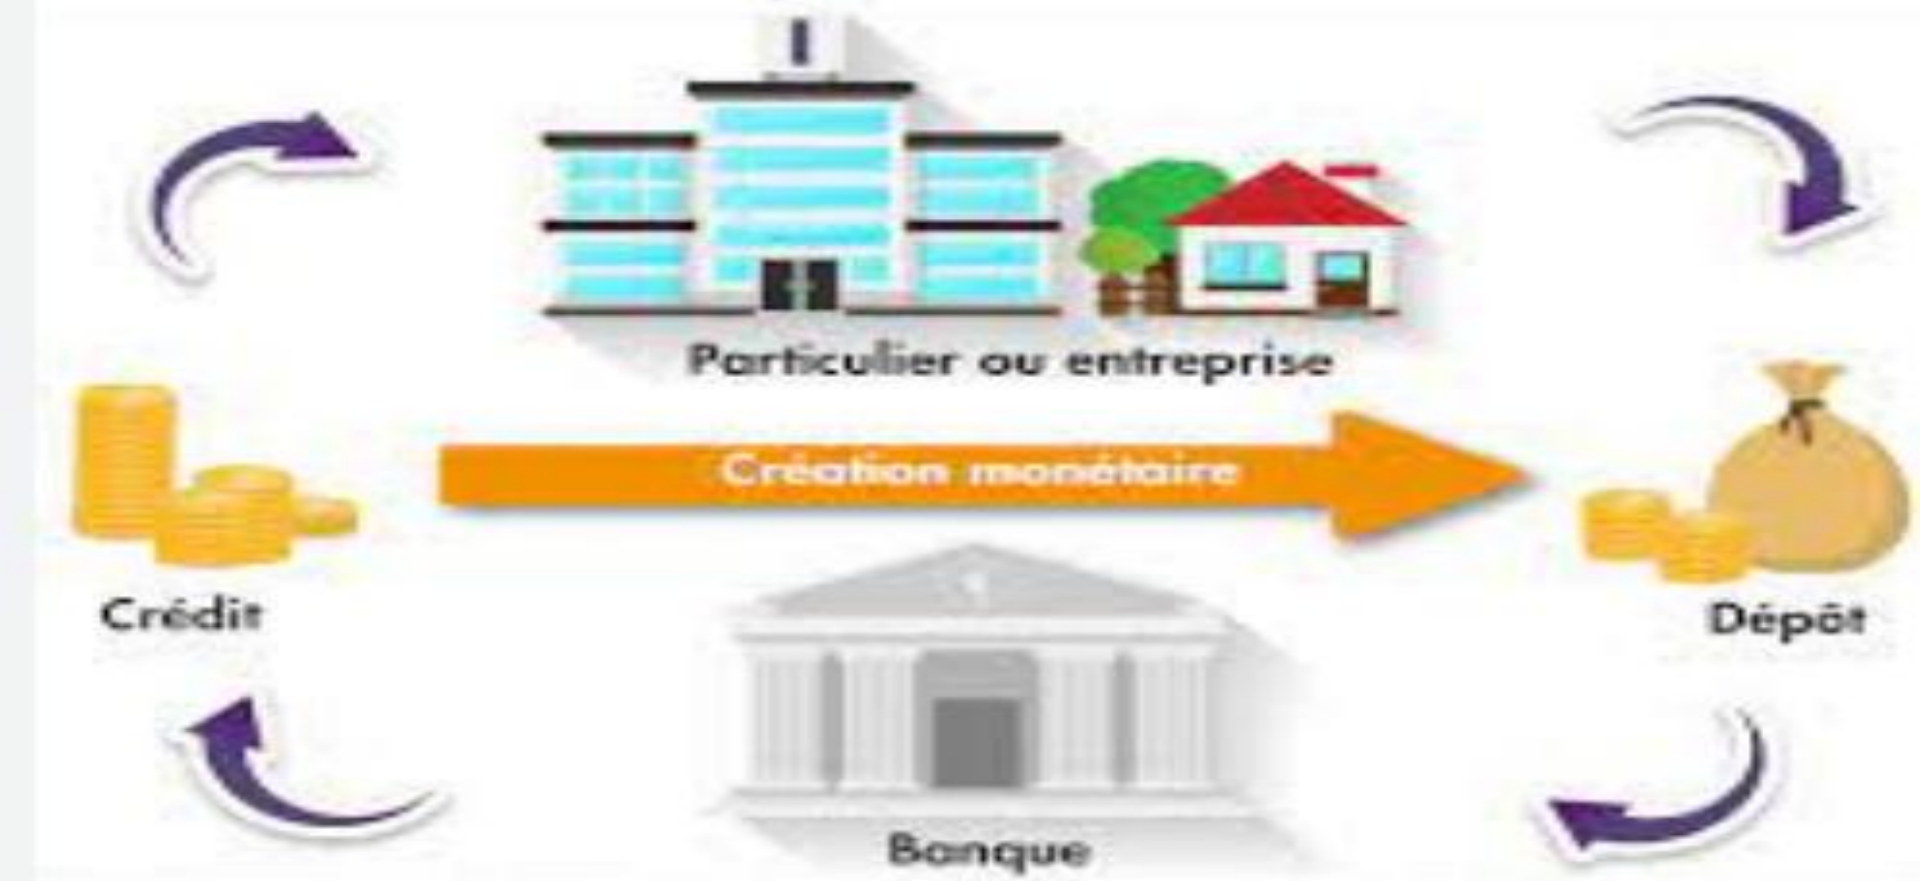 Particulier ou entreprise
Création monétaire
Crédit
Dépôt
Banque